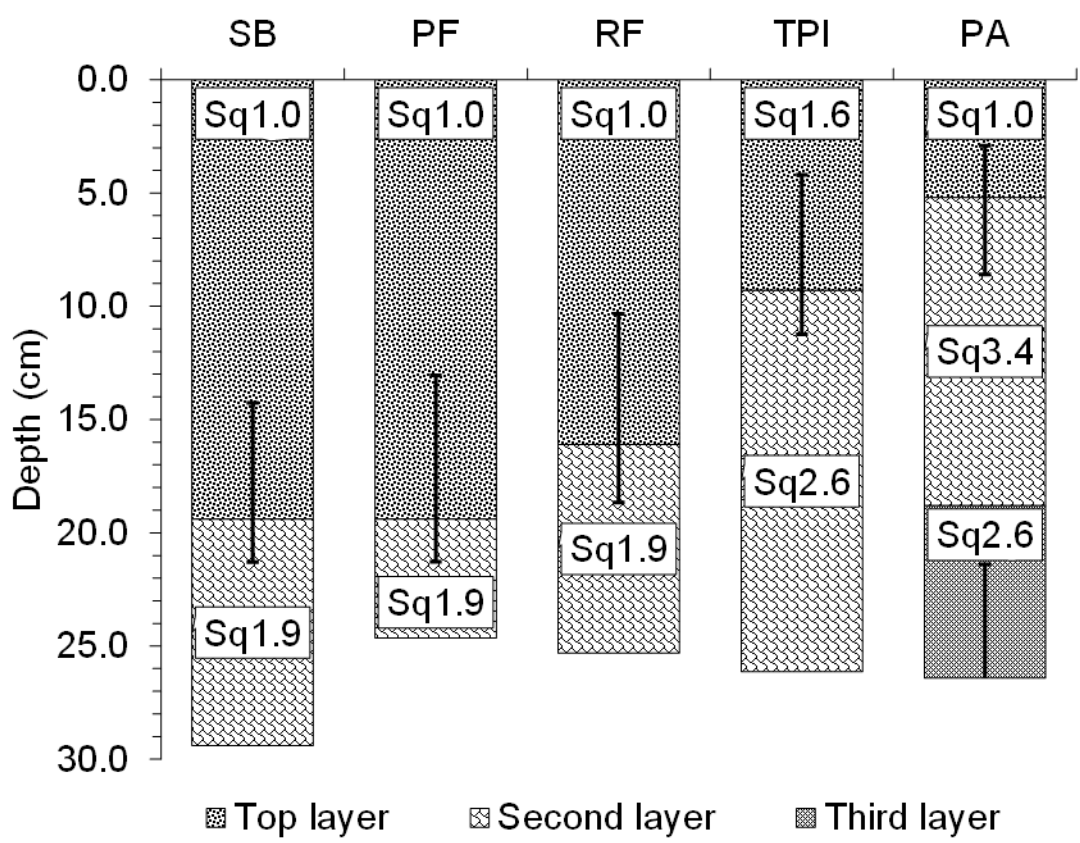 SB PF RF TPI PA
0.0
Sq1.0 Sq1.0 Sq1.0 Sq1.6 Sq1.0
5.0
10.0
Sq3.4
15.0
Sq2.6
20.0
Sq2.6
Sq1.9
Sq1.9
Sq1.9
25.0
30.0
Depth (cm)
Top layer Second layer Third layer